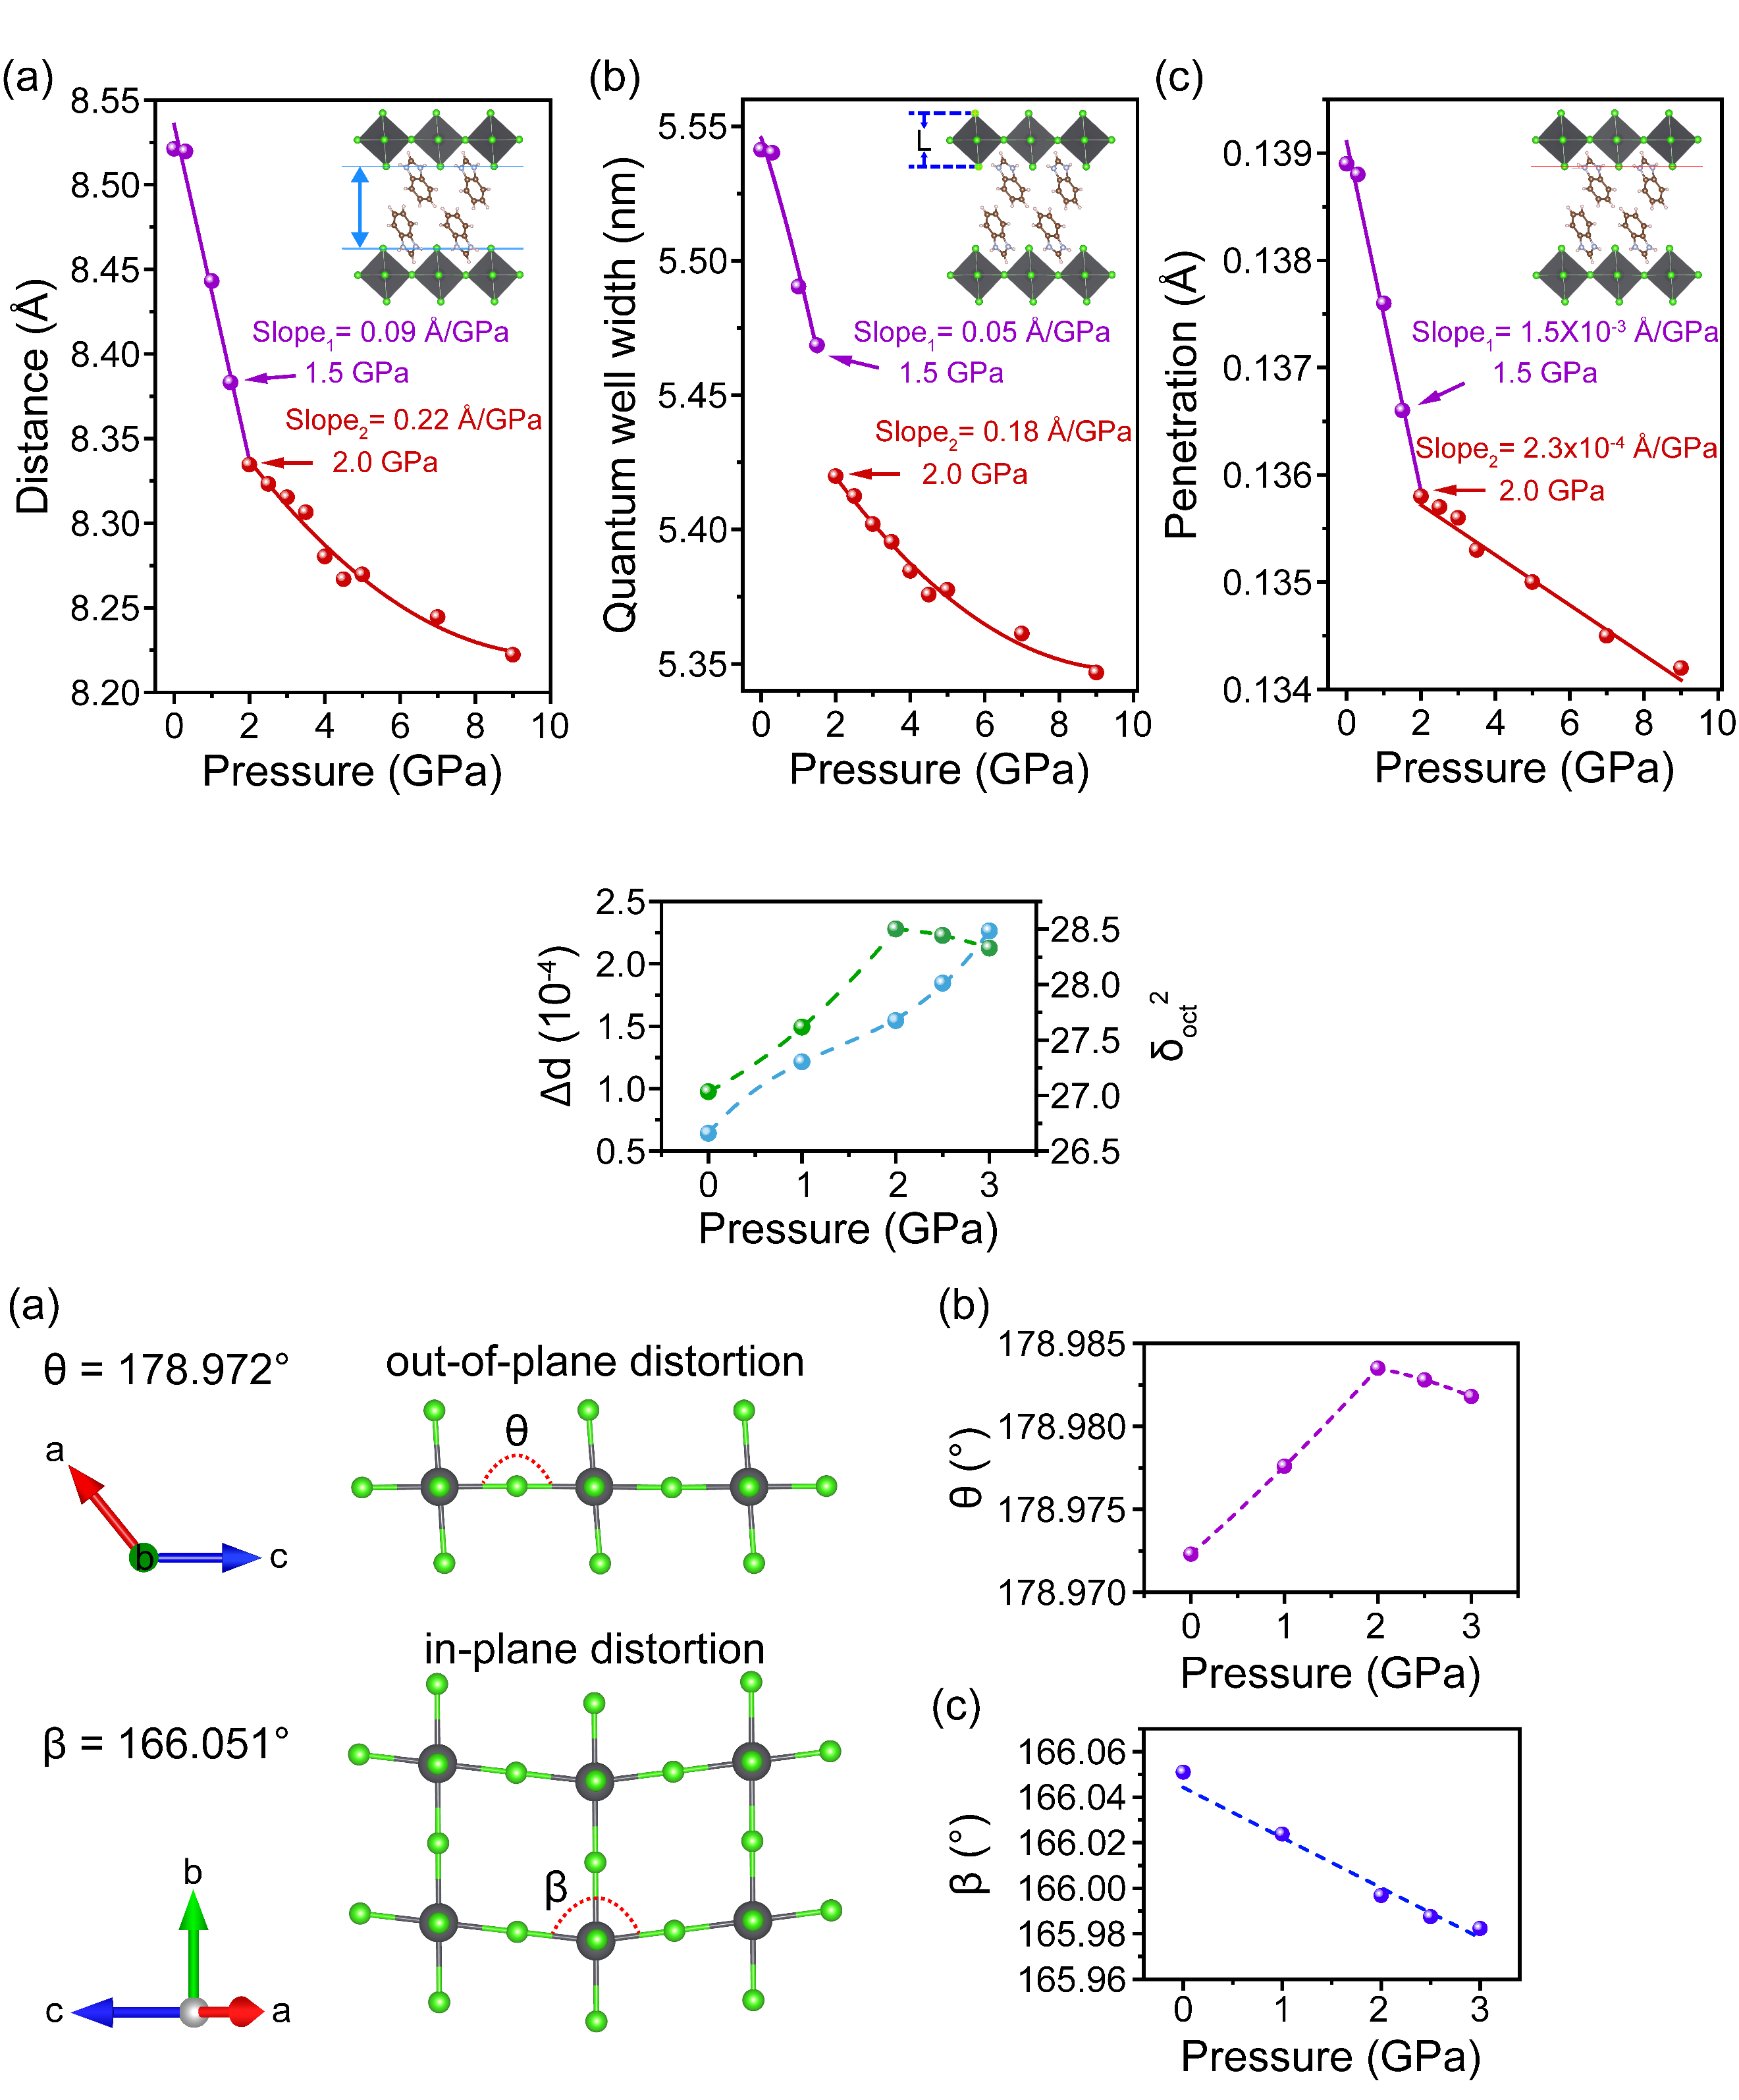 (a)
8.55
8.50
8.45
8.40
8.35
8.30
8.25
8.20
Distance (Å)
Slope₁= 0.09 Å/GPa
1.5 GPa
Slope₂= 0.22 Å/GPa
2.0 GPa
0 2 4 6 8 10
Pressure (GPa)
(b)
5.55
5.50
5.45
5.40
5.35
Quantum well width (nm)
L
Slope₁= 0.05 Å/GPa
1.5 GPa
Slope₂= 0.18 Å/GPa
2.0 GPa
0 2 4 6 8 10
Pressure (GPa)
(c)
0.139
0.138
0.137
0.136
0.135
0.134
Penetration (Å)
Slope₁= 1.5X10⁻³ Å/GPa
1.5 GPa
Slope₂= 2.3x10⁻⁴ Å/GPa
2.0 GPa
0 2 4 6 8 10
Pressure (GPa)
2.5
2.0
1.5
1.0
0.5
Δd (10⁻⁴)
28.5
28.0
27.5
27.0
26.5
δₒct²
0 1 2 3
Pressure (GPa)
(a)
θ = 178.972°
out-of-plane distortion
θ
a
b
c
in-plane distortion
β = 166.051°
β
b
c
a
(b)
178.985
178.980
178.975
178.970
θ (°)
0 1 2 3
Pressure (GPa)
(c)
166.06
166.04
166.02
166.00
165.98
165.96
β (°)
0 1 2 3
Pressure (GPa)